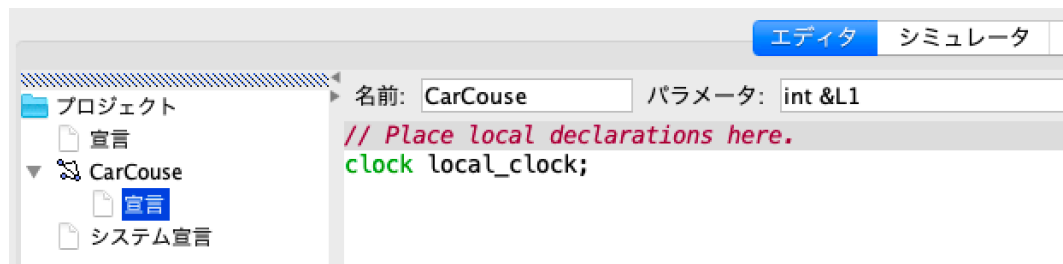 エディタ シミュレータ
名前: CarCouse パラメータ: int &L1
プロジェクト
宣言
CarCouse
宣言
システム宣言
// Place local declarations here.
clock local_clock;